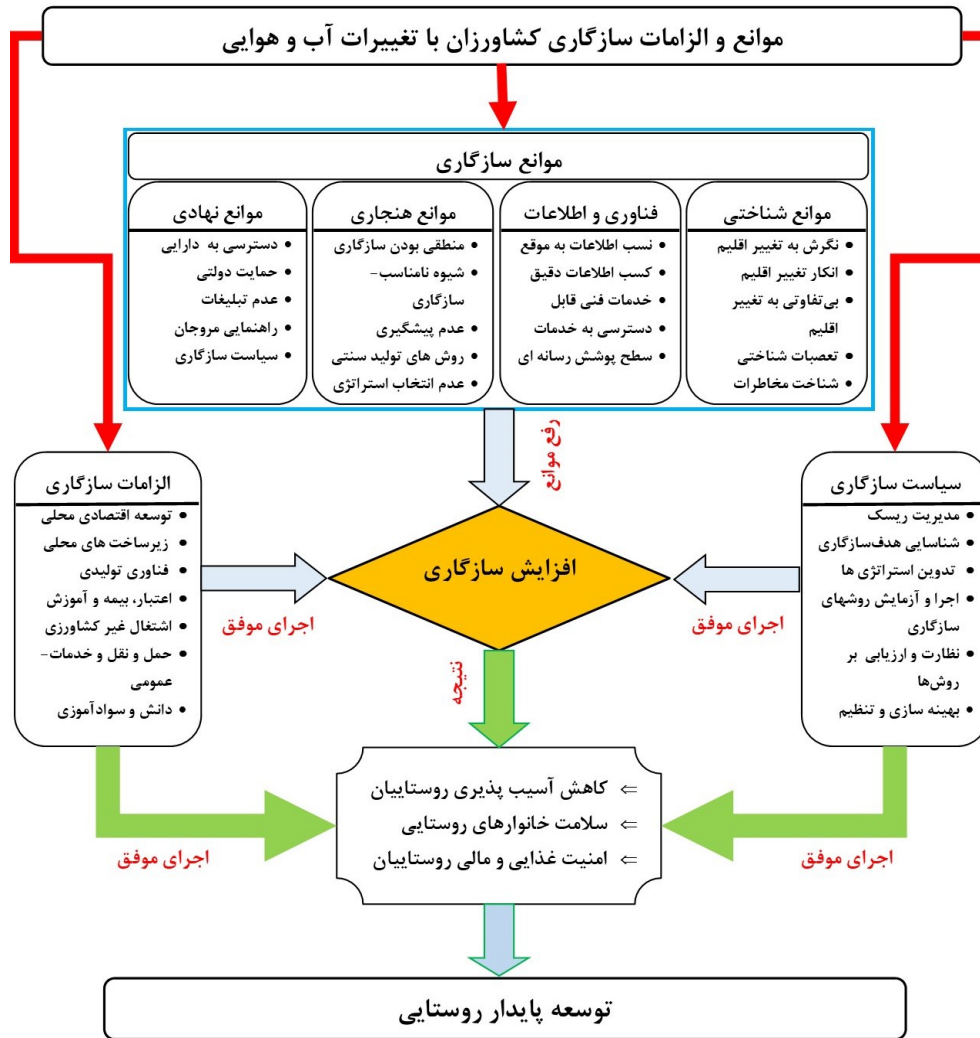 موانع و الزامات سازگاری کشاورزان با تغییرات آب و هوایی
موانع سازگاری
موانع شناختی
• نگرش به تغییر اقلیم
• انکار تغییر اقلیم
• بی‌تفاوتی به تغییر
اقلیم
• تعصبات شناختی
• شناخت مخاطرات
فناوری و اطلاعات
• نسب اطلاعات به موقع
• کسب اطلاعات دقیق
• خدمات فنی قابل
• دسترسی به خدمات
• سطح پوشش رسانه ای
موانع هنجاری
• منطقی بودن سازگاری
• شیوه نامناسب-
سازگاری
• عدم پیشگیری
• روش های تولید سنتی
• عدم انتخاب استراتژی
موانع نهادی
• دسترسی به دارایی
• حمایت دولتی
• عدم تبلیغات
• راهنمایی مروجان
• سیاست سازگاری
رفع موانع
سیاست سازگاری
• مدیریت ریسک
• شناسایی هدف‌سازگاری
• تدوین استراتژی ها
• اجرا و آزمایش روشهای
سازگاری
• نظارت و ارزیابی بر
روش‌ها
• بهینه سازی و تنظیم
اجرای موفق
افزایش سازگاری
اجرای موفق
الزامات سازگاری
• توسعه اقتصادی محلی
• زیرساخت های محلی
• فناوری تولیدی
• اعتبار، بیمه و آموزش
• اشتغال غیر کشاورزی
• حمل و نقل و خدمات-
عمومی
• دانش و سوادآموزی
نتیجه
اجرای موفق
⇐ کاهش آسیب پذیری روستاییان
⇐ سلامت خانوارهای روستایی
⇐ امنیت غذایی و مالی روستاییان
اجرای موفق
توسعه پایدار روستایی